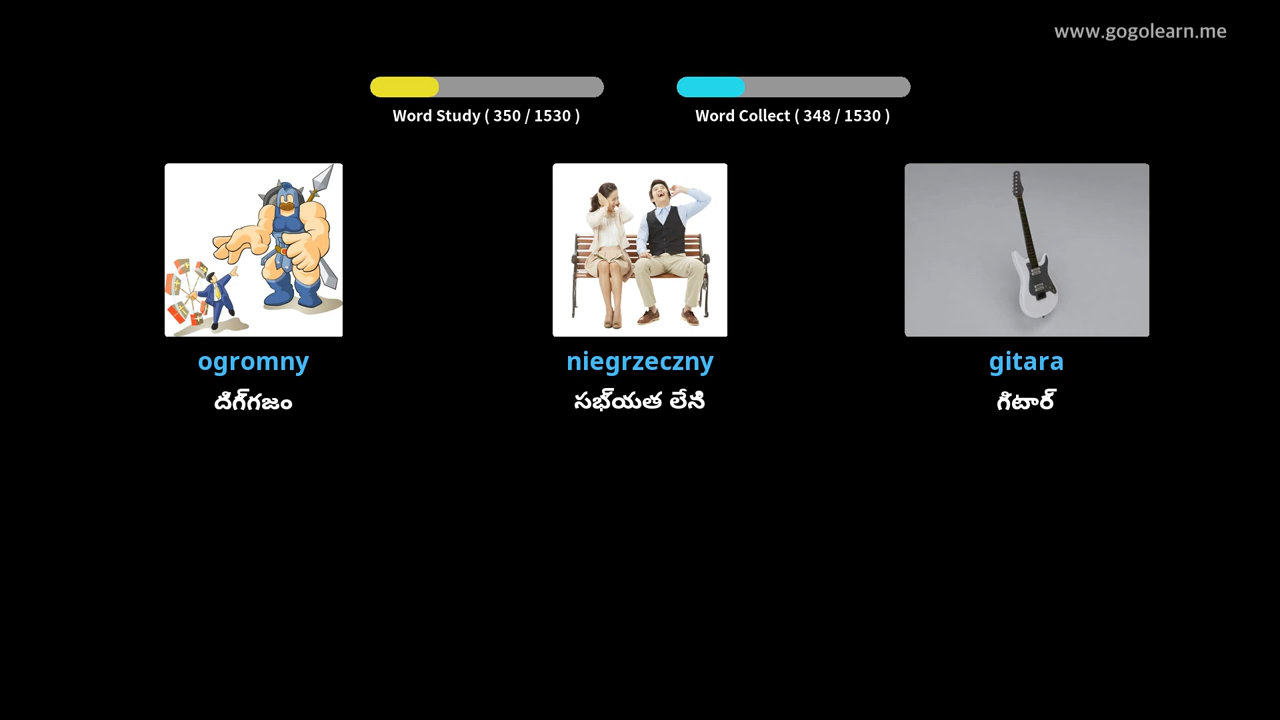 www.gogolearn.me
Word Study ( 350 / 1530 )
Word Collect ( 348 / 1530 )
ogromny
niegrzeczny
gitara
దిగ్గజం
సభ్యత లేని
గిటార్